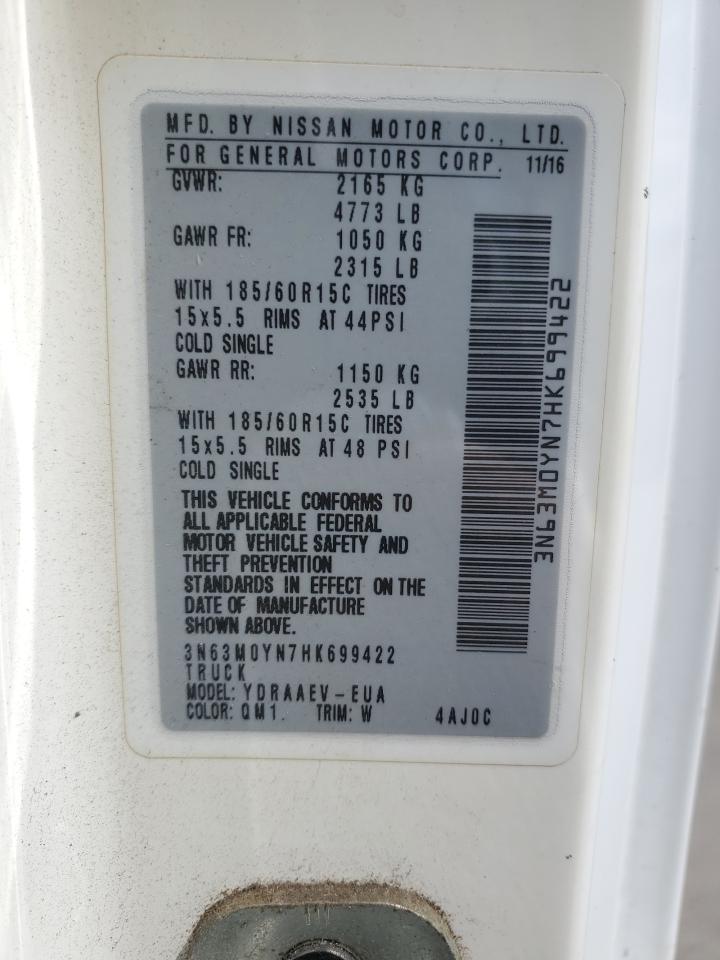 MFD. BY NISSAN MOTOR CO., LTD.
FOR GENERAL MOTORS CORP. 11/16
GVWR: 2165 KG
4773 LB
GAWR FR: 1050 KG
2315 LB
WITH 185/60R15C TIRES
15x5.5 RIMS AT 44PSI
COLD SINGLE
GAWR RR: 1150 KG
2535 LB
WITH 185/60R15C TIRES
15x5.5 RIMS AT 48 PSI
COLD SINGLE
THIS VEHICLE CONFORMS TO
ALL APPLICABLE FEDERAL
MOTOR VEHICLE SAFETY AND
THEFT PREVENTION
STANDARDS IN EFFECT ON THE
DATE OF MANUFACTURE
SHOWN ABOVE.
3N63M0YN7HK699422
TRUCK
MODEL: YDRAAEV-EUA
COLOR: QM1. TRIM: W 4AJ0C
3N63M0YN7HK699422